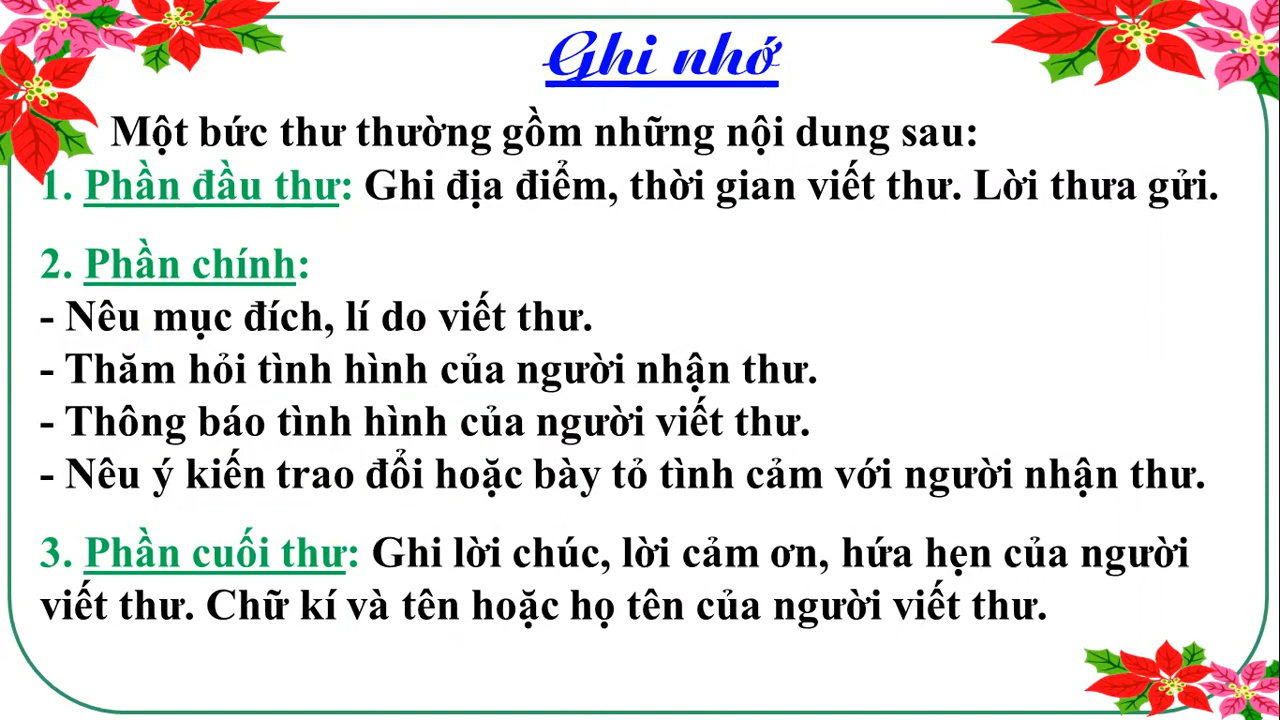 Ghi nhớ
Một bức thư thường gồm những nội dung sau:
1. Phần đầu thư: Ghi địa điểm, thời gian viết thư. Lời thưa gửi.
2. Phần chính:
- Nêu mục đích, lí do viết thư.
- Thăm hỏi tình hình của người nhận thư.
- Thông báo tình hình của người viết thư.
- Nêu ý kiến trao đổi hoặc bày tỏ tình cảm với người nhận thư.
3. Phần cuối thư: Ghi lời chúc, lời cảm ơn, hứa hẹn của người
viết thư. Chữ kí và tên hoặc họ tên của người viết thư.